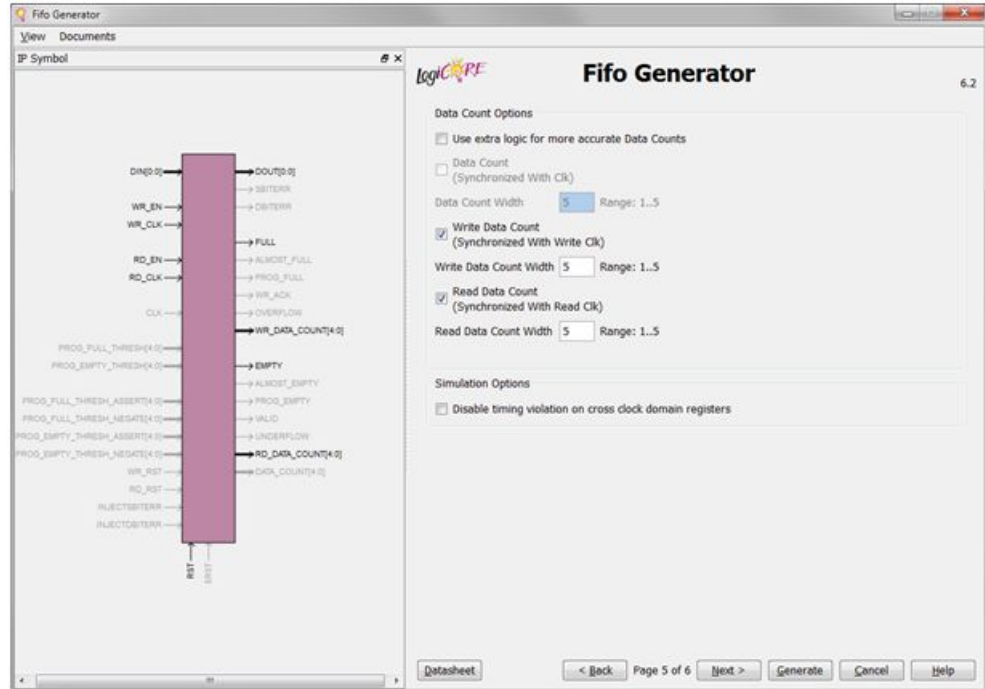 Fifo Generator
View Documents
IP Symbol
logiCORE
Fifo Generator
6.2
DIN[0:0]
WR_EN
WR_CLK
RD_EN
RD_CLK
CLK
PROG_FULL_THRESH[4:0]
PROG_EMPTY_THRESH[4:0]
PROG_FULL_THRESH_ASSERT[4:0]
PROG_FULL_THRESH_NEGATE[4:0]
PROG_EMPTY_THRESH_ASSERT[4:0]
PROG_EMPTY_THRESH_NEGATE[4:0]
WR_RST
RD_RST
INJECTSBITERR
INJECTDBITERR
DOUT[0:0]
SBITERR
DBITERR
FULL
ALMOST_FULL
PROG_FULL
WR_ACK
OVERFLOW
WR_DATA_COUNT[4:0]
EMPTY
ALMOST_EMPTY
PROG_EMPTY
VALID
UNDERFLOW
RD_DATA_COUNT[4:0]
DATA_COUNT[4:0]
RST
SRST
Data Count Options
Use extra logic for more accurate Data Counts
Data Count
(Synchronized With Clk)
Data Count Width 5 Range: 1..5
Write Data Count
(Synchronized With Write Clk)
Write Data Count Width 5 Range: 1..5
Read Data Count
(Synchronized With Read Clk)
Read Data Count Width 5 Range: 1..5
Simulation Options
Disable timing violation on cross clock domain registers
Datasheet < Back Page 5 of 6 Next > Generate Cancel Help